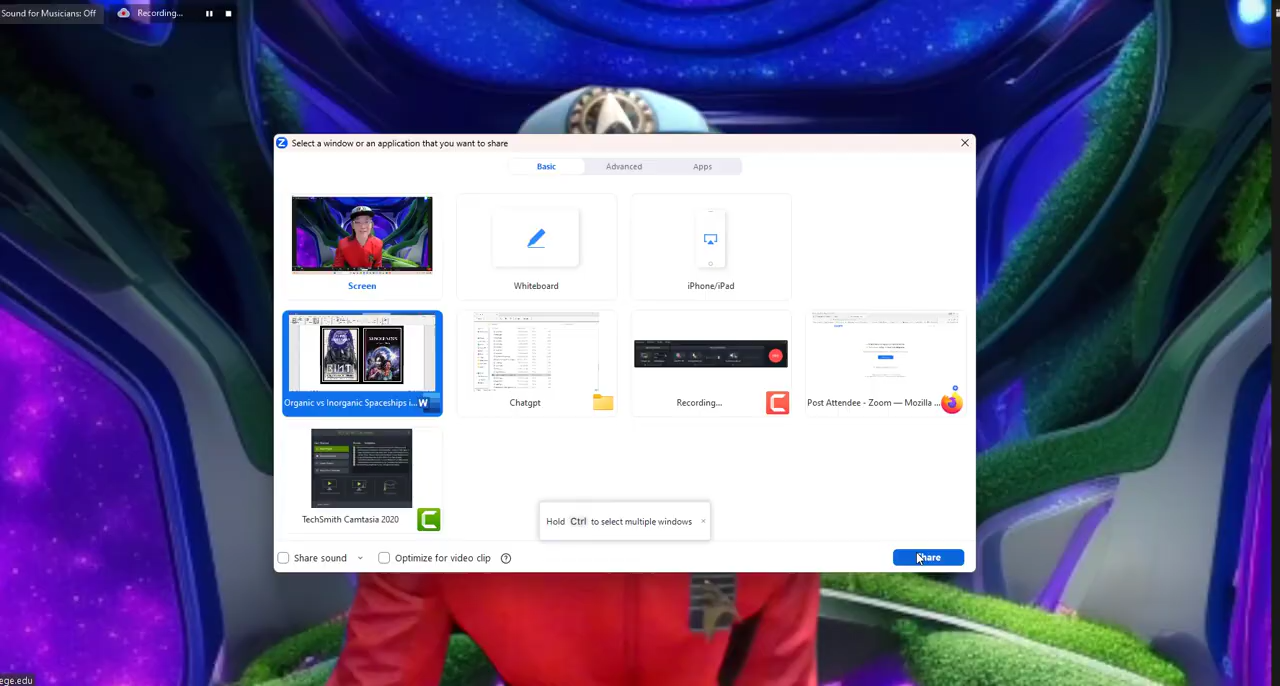 Sound for Musicians: Off
Recording...
Select a window or an application that you want to share
Basic
Advanced
Apps
Screen
Whiteboard
iPhone/iPad
Organic vs Inorganic Spaceships i...
Chatgpt
Recording...
Post Attendee - Zoom — Mozilla ...
TechSmith Camtasia 2020
Hold Ctrl to select multiple windows
Share sound
Optimize for video clip
Share
ege.edu